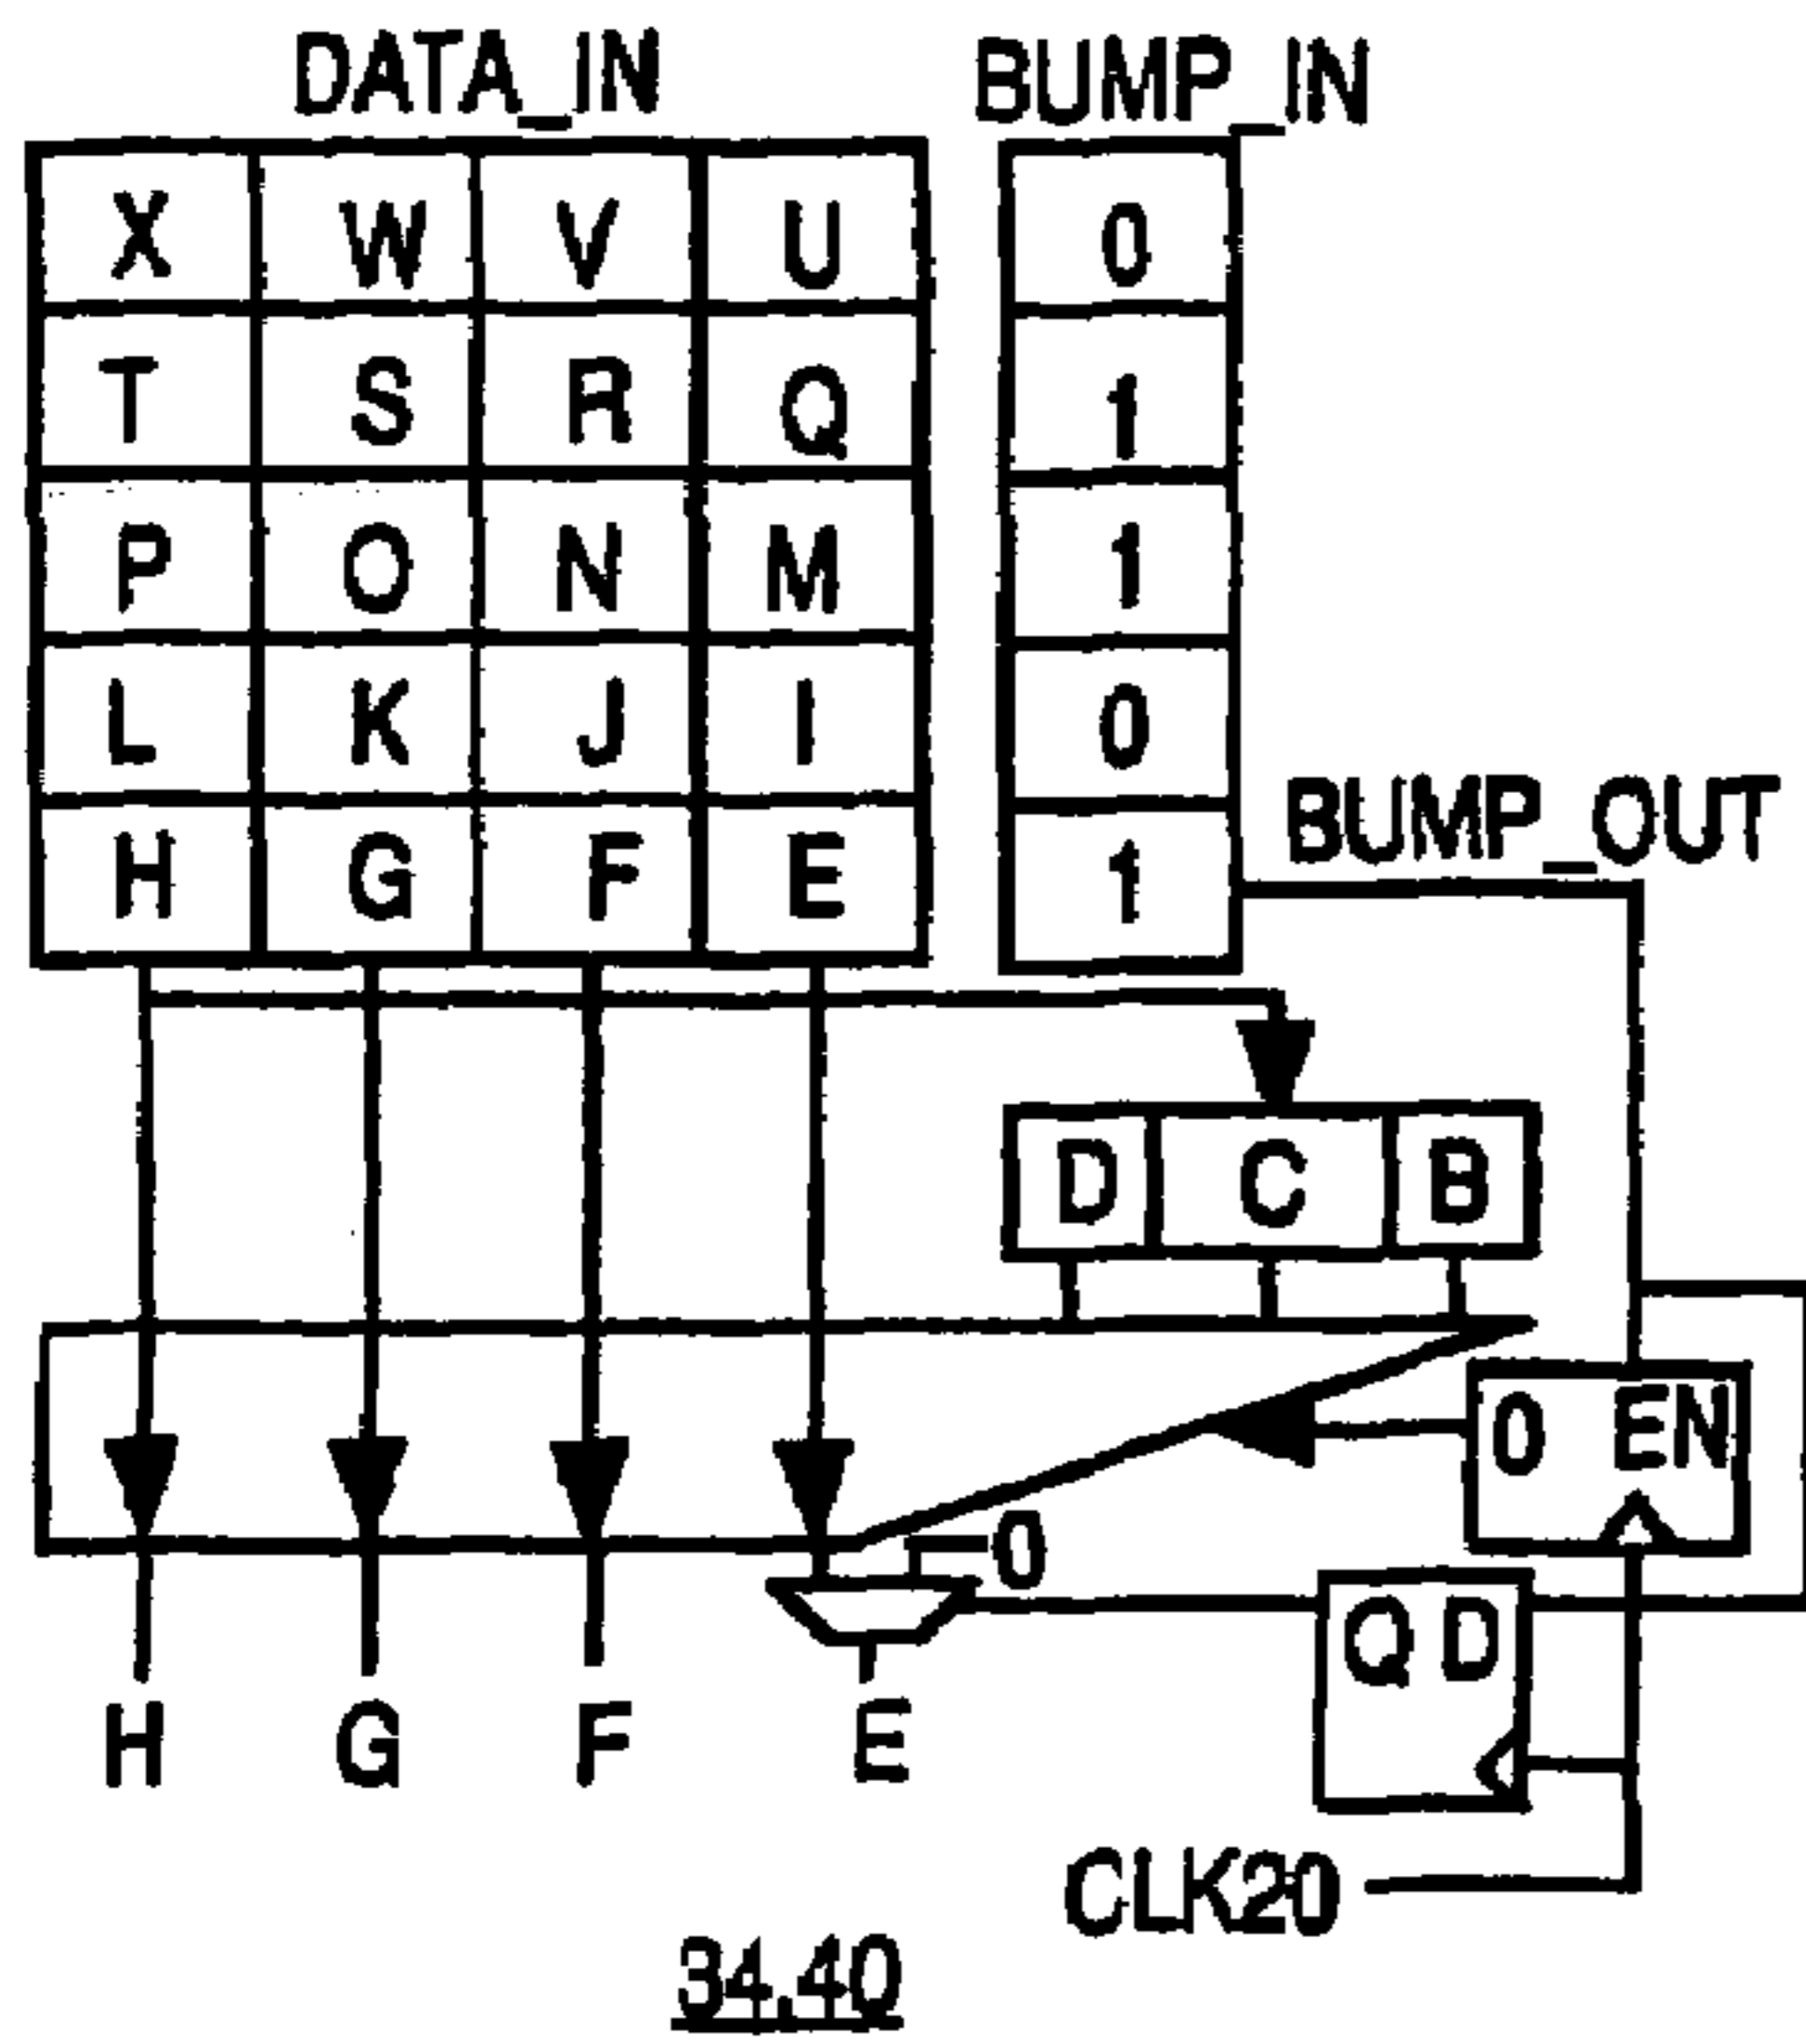 DATA_IN BUMP_IN
X W V U 0
T S R Q 1
P O N M 1
L K J I 0
BUMP_OUT
H G F E 1
D C B
0 EN
0
Q D
H G F E
CLK20
34,40